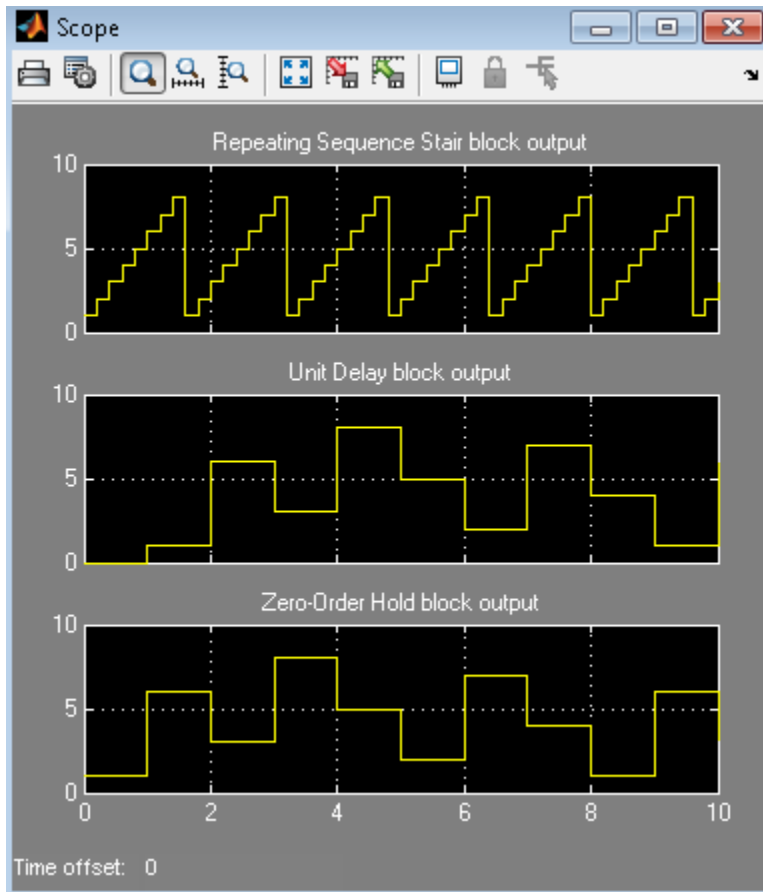 Scope
Repeating Sequence Stair block output
10
5
0
Unit Delay block output
10
5
0
Zero-Order Hold block output
10
5
0
0 2 4 6 8 10
Time offset: 0